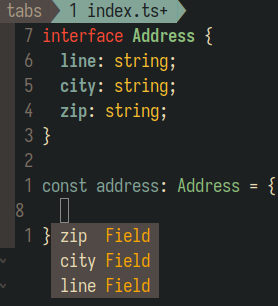 tabs 1 index.ts+
7 interface Address {
6   line: string;
5   city: string;
4   zip: string;
3 }
2
1 const address: Address = {
8
1 } zip Field
~ city Field
~ line Field